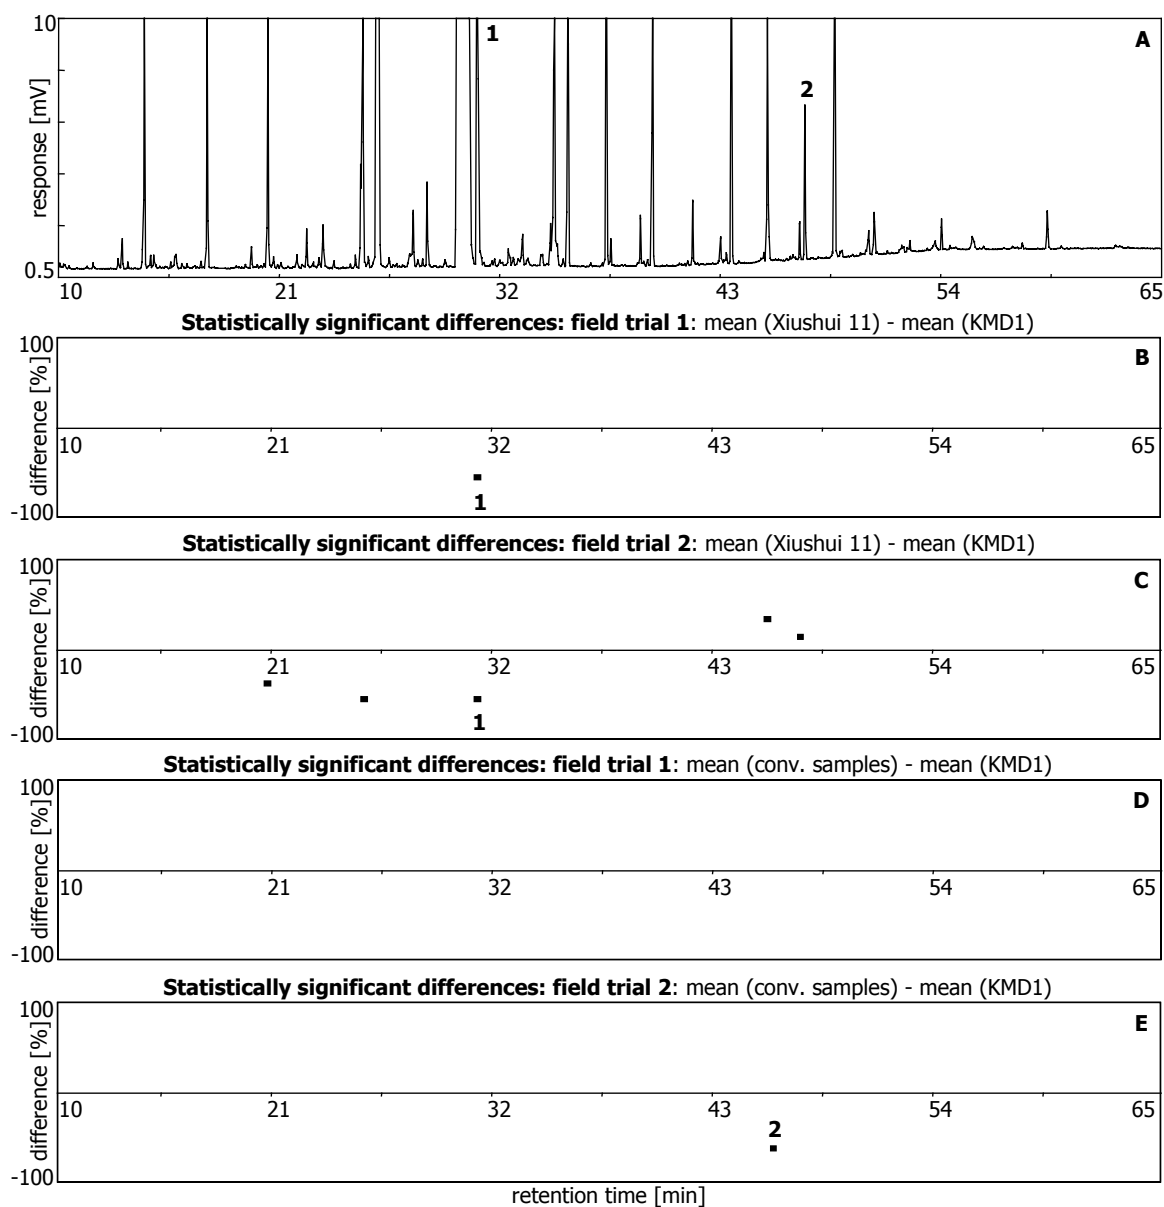 10
1
A
2
response [mV]
0.5
10 21 32 43 54 65
Statistically significant differences: field trial 1: mean (Xiushui 11) - mean (KMD1)
100
B
difference [%]
10 21 32 43 54 65
1
-100
Statistically significant differences: field trial 2: mean (Xiushui 11) - mean (KMD1)
100
C
difference [%]
10 21 32 43 54 65
1
-100
Statistically significant differences: field trial 1: mean (conv. samples) - mean (KMD1)
100
D
difference [%]
10 21 32 43 54 65
-100
Statistically significant differences: field trial 2: mean (conv. samples) - mean (KMD1)
100
E
difference [%]
10 21 32 43 54 65
2
-100
retention time [min]